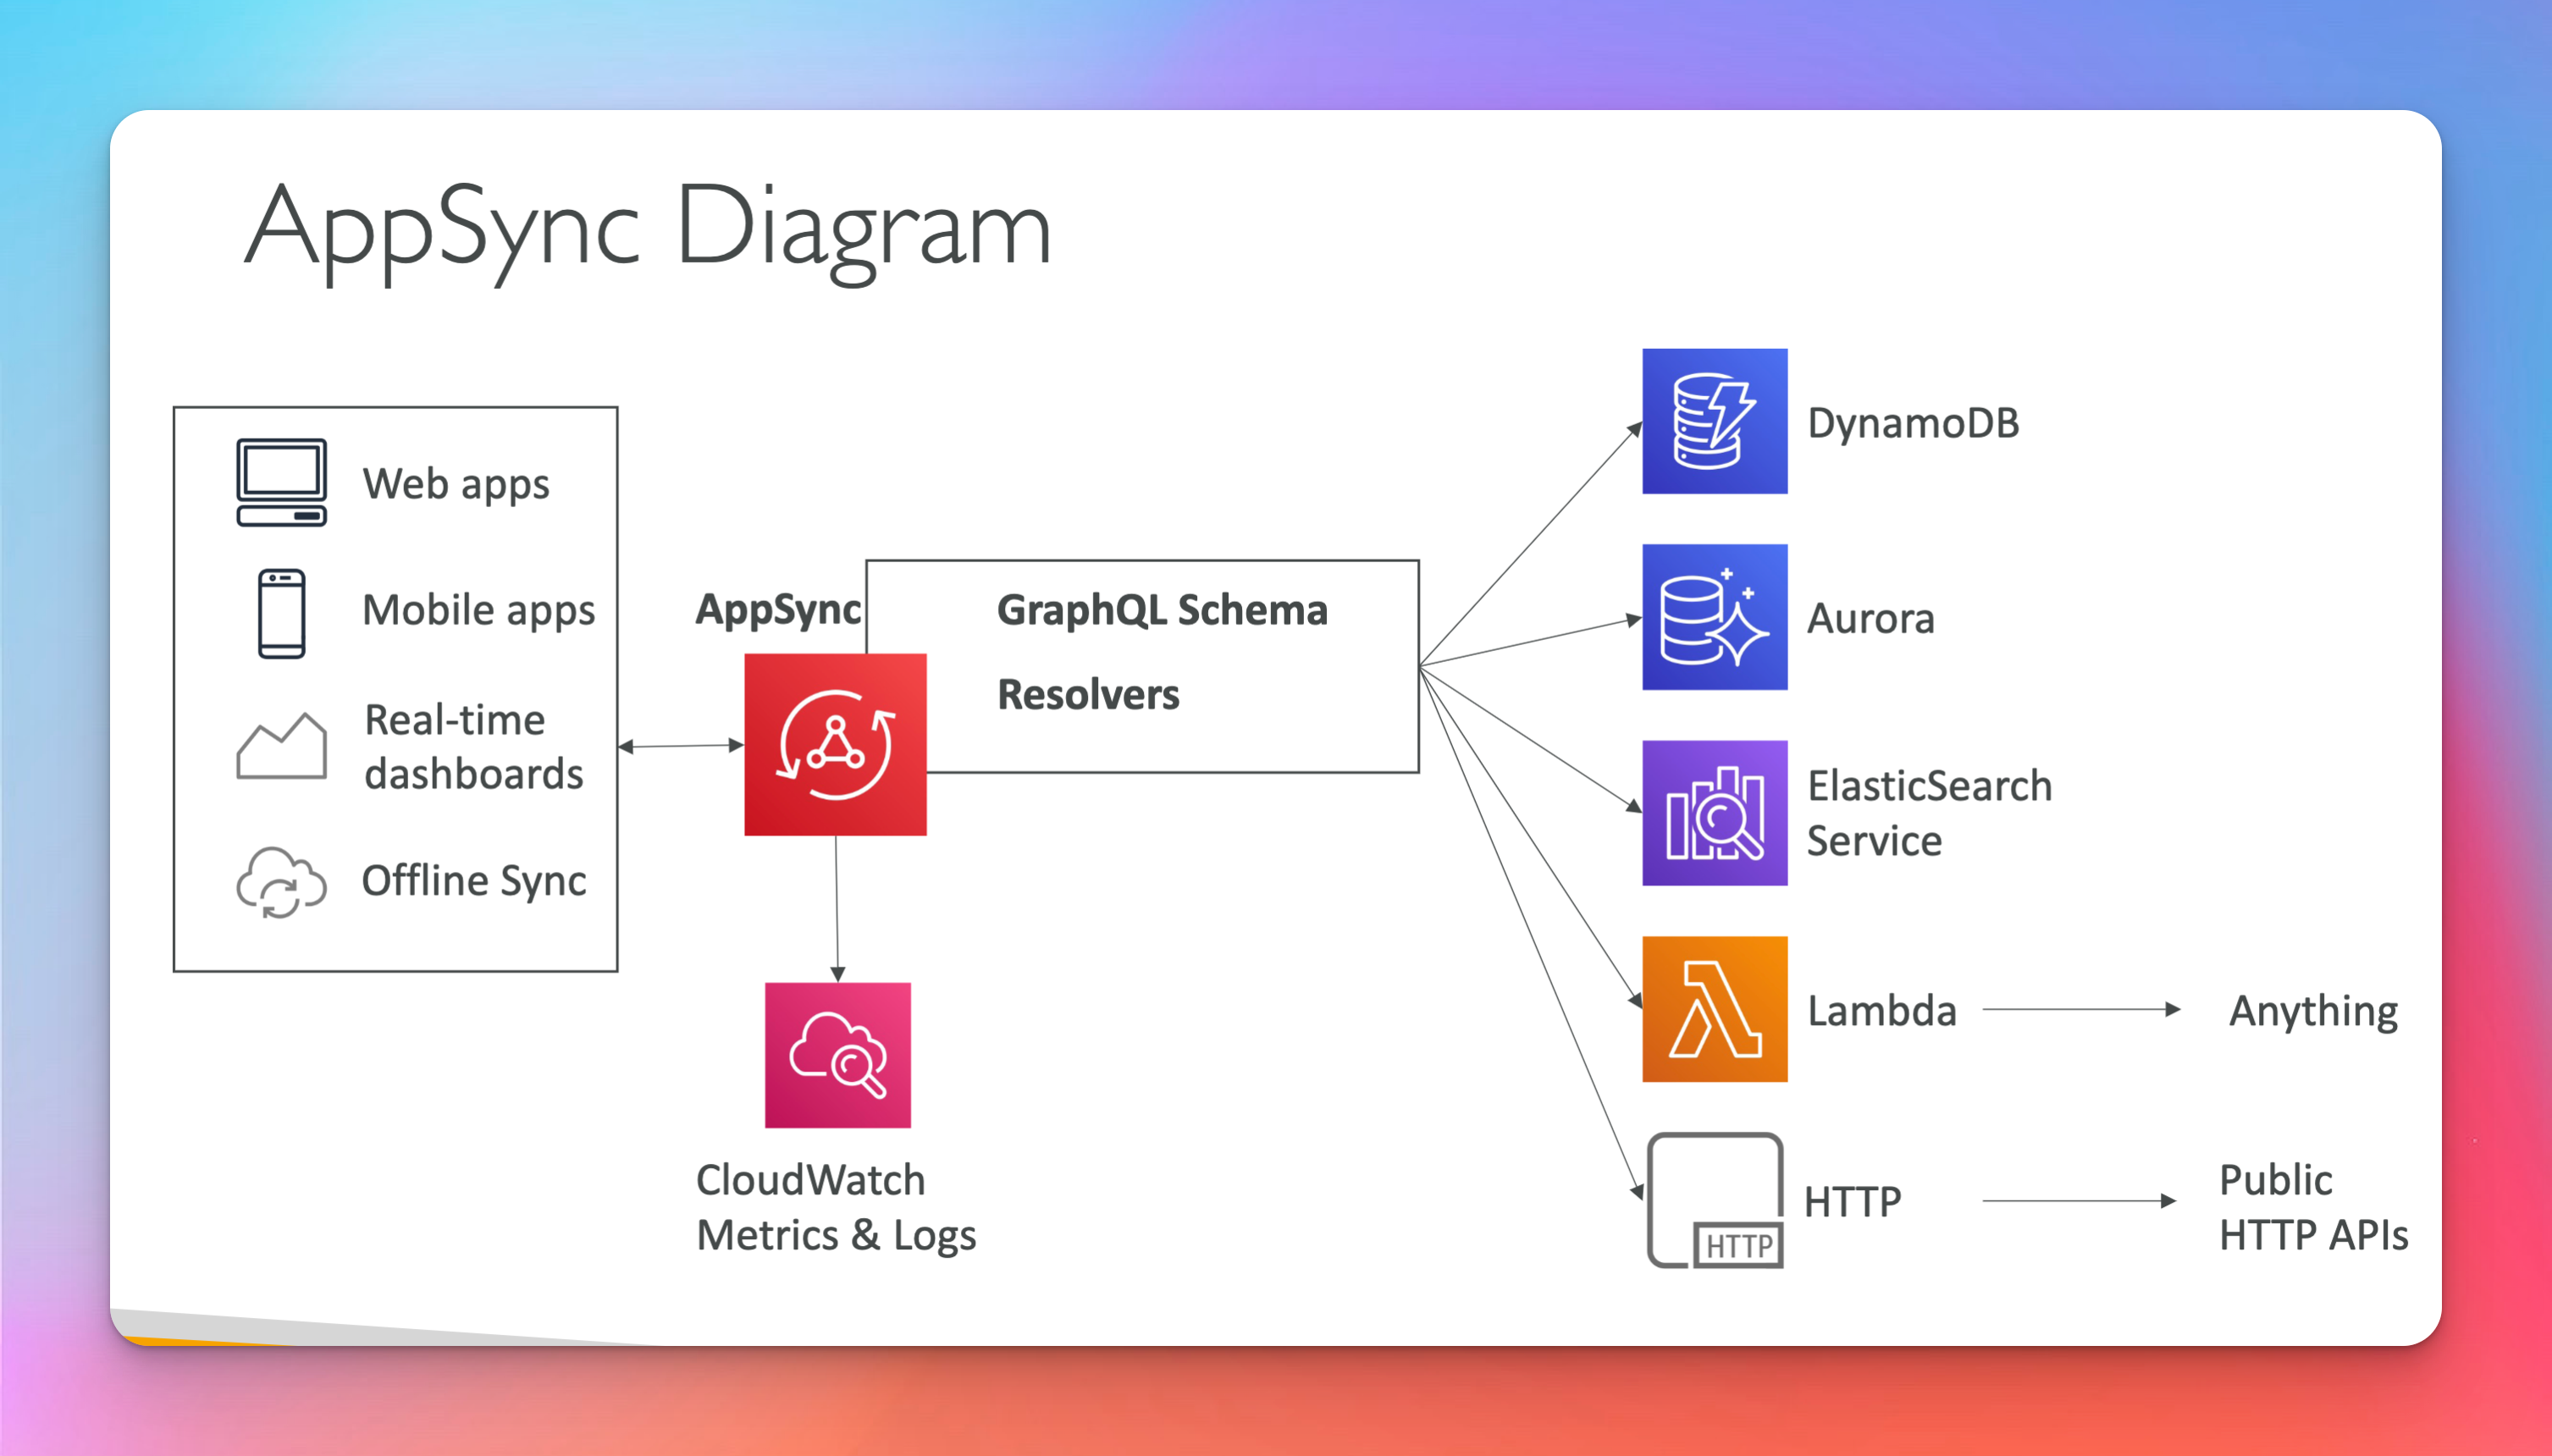 AppSync Diagram
Web apps
Mobile apps
Real-time
dashboards
Offline Sync
AppSync
GraphQL Schema
Resolvers
CloudWatch
Metrics & Logs
DynamoDB
Aurora
ElasticSearch
Service
Lambda
Anything
HTTP
HTTP
Public
HTTP APIs